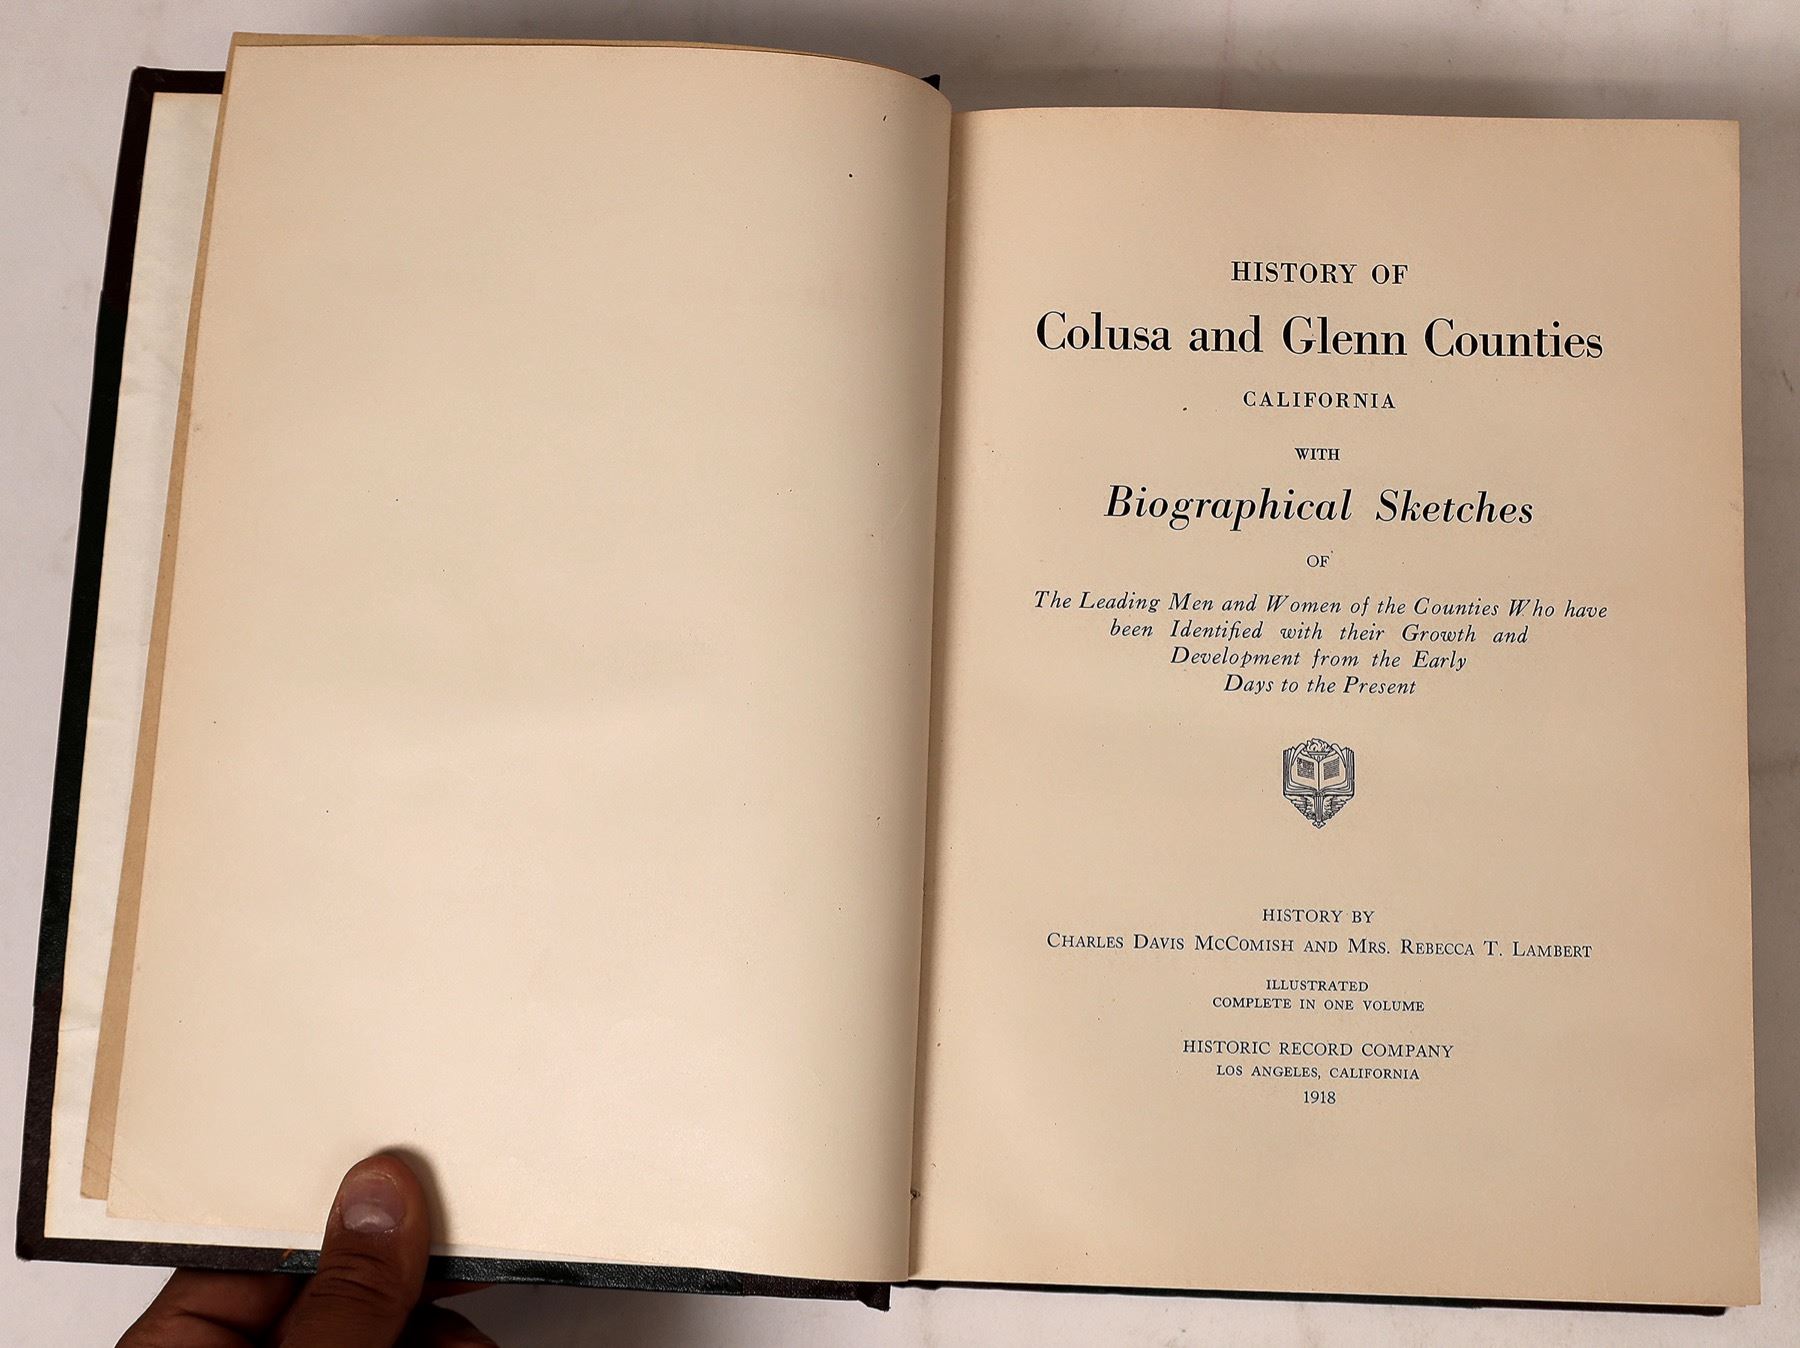 HISTORY OF
Colusa and Glenn Counties
CALIFORNIA
WITH
Biographical Sketches
OF
The Leading Men and Women of the Counties Who have
been Identified with their Growth and
Development from the Early
Days to the Present
HISTORY BY
CHARLES DAVIS MCCOMISH AND MRS. REBECCA T. LAMBERT
ILLUSTRATED
COMPLETE IN ONE VOLUME
HISTORIC RECORD COMPANY
LOS ANGELES, CALIFORNIA
1918